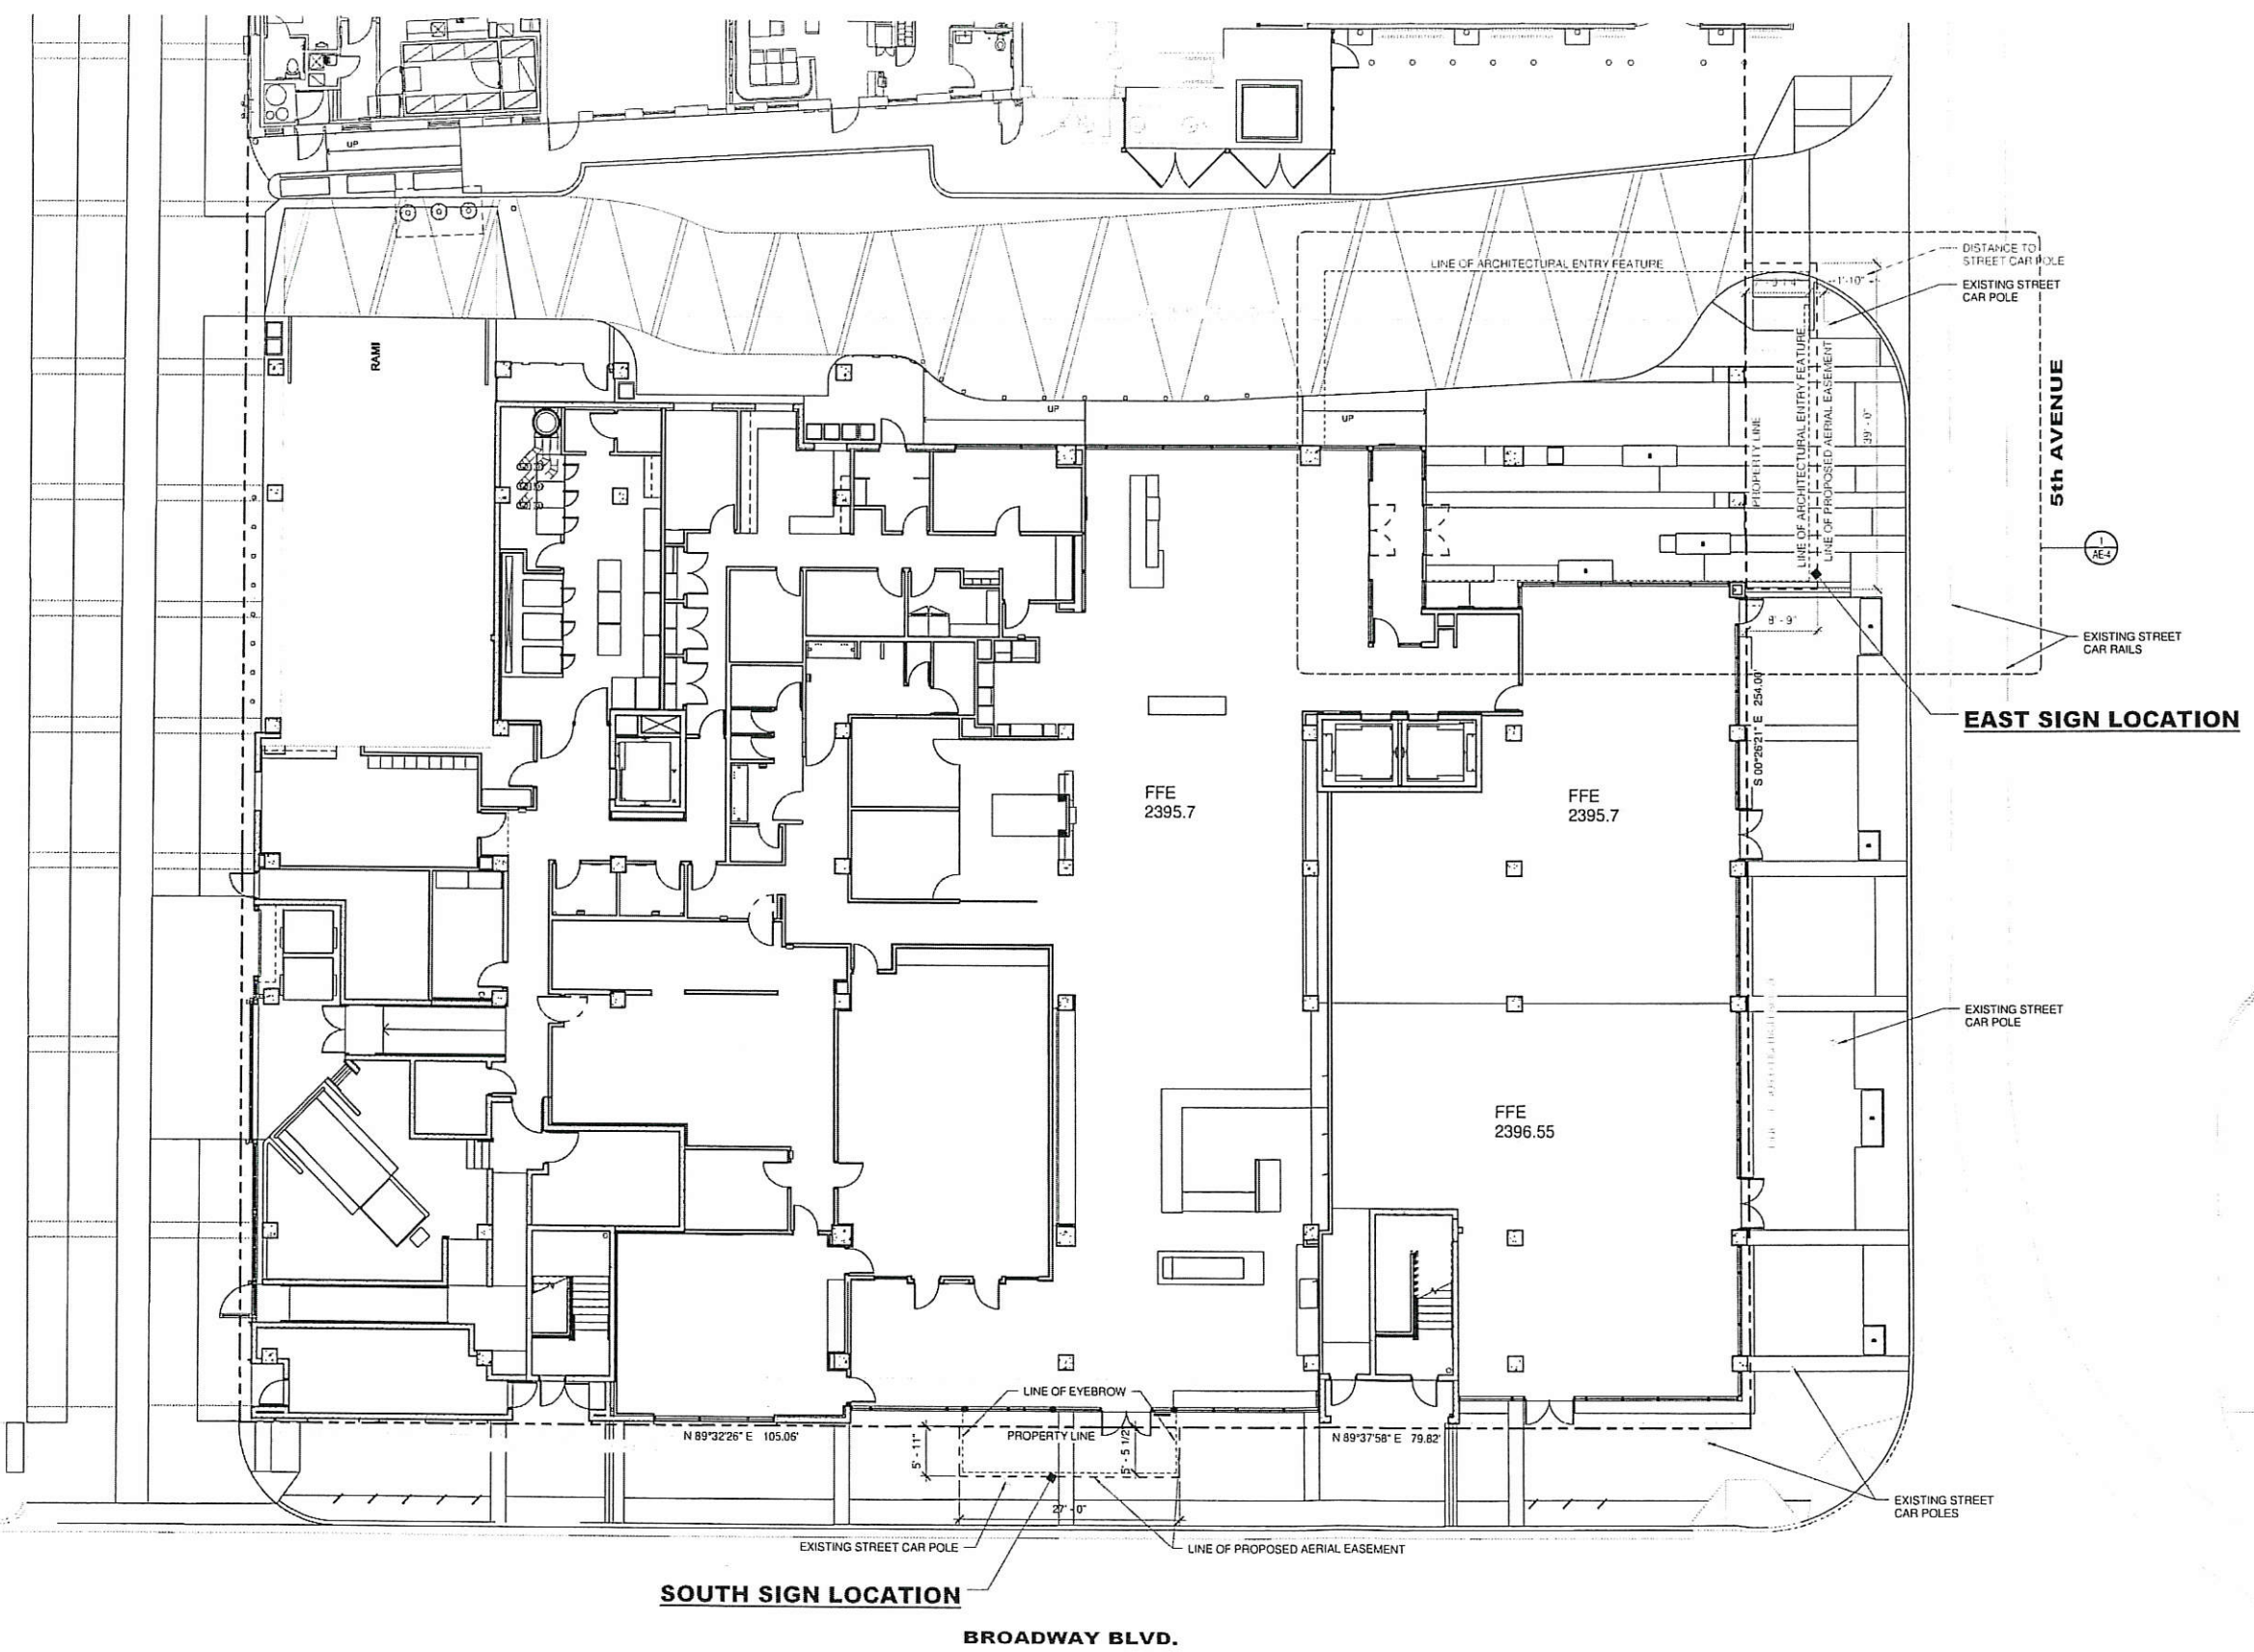 UP
LINE OF ARCHITECTURAL ENTRY FEATURE
DISTANCE TO
STREET CAR POLE
1'-10"
EXISTING STREET
CAR POLE
RAMI
UP
UP
PROPERTY LINE
LINE OF ARCHITECTURAL ENTRY FEATURE
LINE OF PROPOSED AERIAL EASEMENT
39'-0"
5th AVENUE
1
AE-4
8'-9"
EXISTING STREET
CAR RAILS
S 00°26'21" E 254.00'
EAST SIGN LOCATION
FFE
2395.7
FFE
2395.7
EXISTING STREET
CAR POLE
FFE
2396.55
LINE OF EYEBROW
N 89°32'26" E 105.06'
5'-11"
PROPERTY LINE
5'-5 1/2"
N 89°37'58" E 79.82'
27'-0"
EXISTING STREET
CAR POLES
EXISTING STREET CAR POLE
LINE OF PROPOSED AERIAL EASEMENT
SOUTH SIGN LOCATION
BROADWAY BLVD.